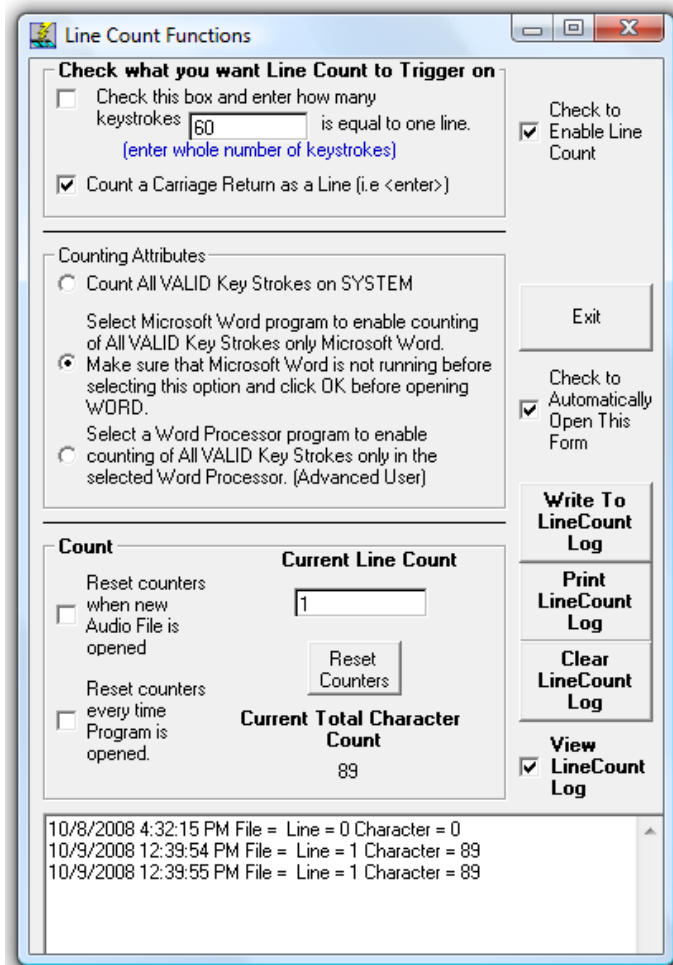 Line Count Functions
Check what you want Line Count to Trigger on
Check this box and enter how many
keystrokes 60 is equal to one line.
(enter whole number of keystrokes)
Count a Carriage Return as a Line (i.e <enter>)
Check to
Enable Line
Count
Counting Attributes
Count All VALID Key Strokes on SYSTEM
Select Microsoft Word program to enable counting
of All VALID Key Strokes only Microsoft Word.
Make sure that Microsoft Word is not running before
selecting this option and click OK before opening
WORD.
Select a Word Processor program to enable
counting of All VALID Key Strokes only in the
selected Word Processor. (Advanced User)
Exit
Check to
Automatically
Open This
Form
Write To
LineCount
Log
Print
LineCount
Log
Clear
LineCount
Log
View
LineCount
Log
Count
Reset counters
when new
Audio File is
opened
Reset counters
every time
Program is
opened.
Current Line Count
1
Reset
Counters
Current Total Character
Count
89
10/8/2008 4:32:15 PM File =  Line = 0 Character = 0
10/9/2008 12:39:54 PM File =  Line = 1 Character = 89
10/9/2008 12:39:55 PM File =  Line = 1 Character = 89